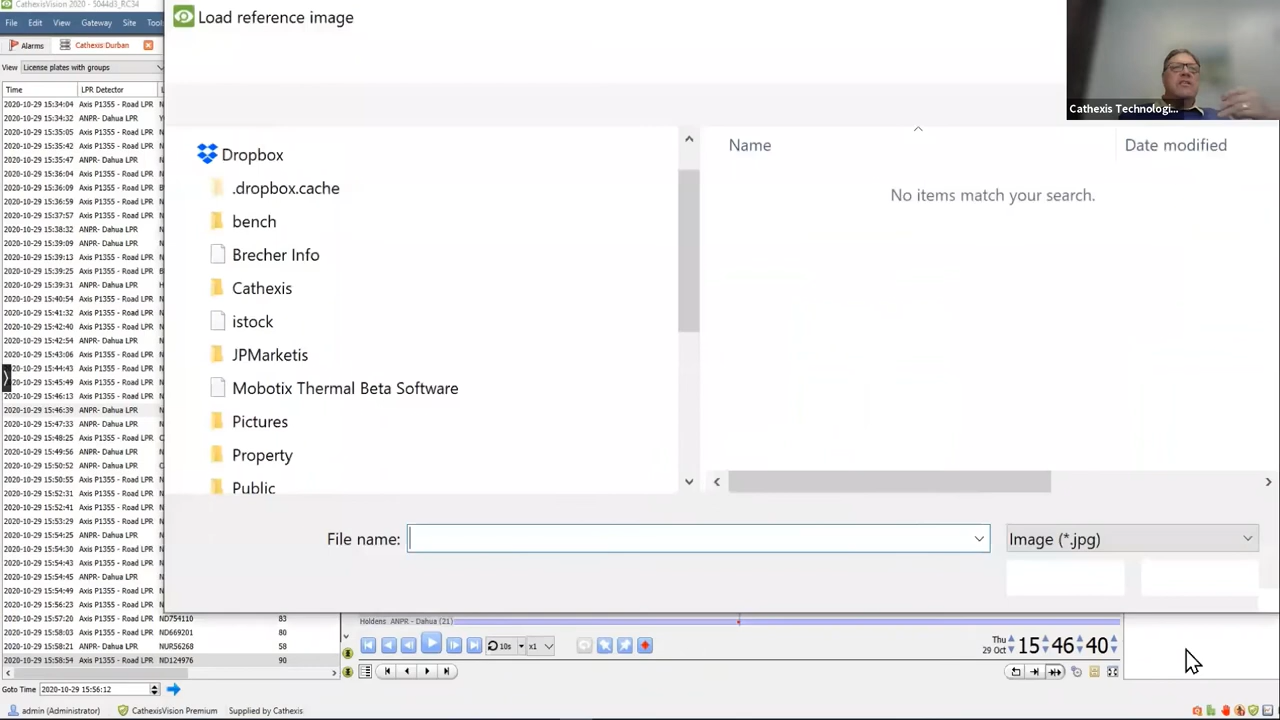 CathexisVision 2020 - 5044d3_RC34
File Edit View Gateway Site Tools
Alarms Cathexis Durban
View License plates with groups
Time LPR Detector
2020-10-29 15:34:04 Axis P1355 - Road LPR
2020-10-29 15:34:32 ANPR- Dahua LPR
2020-10-29 15:35:05 Axis P1355 - Road LPR
2020-10-29 15:35:42 Axis P1355 - Road LPR
2020-10-29 15:35:47 ANPR- Dahua LPR
2020-10-29 15:36:04 Axis P1355 - Road LPR
2020-10-29 15:36:09 Axis P1355 - Road LPR
2020-10-29 15:36:59 Axis P1355 - Road LPR
2020-10-29 15:37:57 Axis P1355 - Road LPR
2020-10-29 15:38:32 ANPR- Dahua LPR
2020-10-29 15:39:09 ANPR- Dahua LPR
2020-10-29 15:39:13 Axis P1355 - Road LPR
2020-10-29 15:39:25 Axis P1355 - Road LPR
2020-10-29 15:39:31 ANPR- Dahua LPR
2020-10-29 15:40:54 Axis P1355 - Road LPR
2020-10-29 15:41:32 Axis P1355 - Road LPR
2020-10-29 15:42:40 Axis P1355 - Road LPR
2020-10-29 15:42:54 ANPR- Dahua LPR
2020-10-29 15:43:06 Axis P1355 - Road LPR
2020-10-29 15:44:43 Axis P1355 - Road LPR
2020-10-29 15:45:49 Axis P1355 - Road LPR
2020-10-29 15:46:13 Axis P1355 - Road LPR
2020-10-29 15:46:39 ANPR- Dahua LPR
2020-10-29 15:47:33 ANPR- Dahua LPR
2020-10-29 15:48:25 Axis P1355 - Road LPR
2020-10-29 15:49:56 Axis P1355 - Road LPR
2020-10-29 15:50:52 ANPR- Dahua LPR
2020-10-29 15:50:55 Axis P1355 - Road LPR
2020-10-29 15:52:31 Axis P1355 - Road LPR
2020-10-29 15:52:41 Axis P1355 - Road LPR
2020-10-29 15:53:29 Axis P1355 - Road LPR
2020-10-29 15:54:25 ANPR- Dahua LPR
2020-10-29 15:54:30 Axis P1355 - Road LPR
2020-10-29 15:54:45 ANPR- Dahua LPR
2020-10-29 15:54:49 Axis P1355 - Road LPR
2020-10-29 15:56:23 Axis P1355 - Road LPR
2020-10-29 15:57:20 Axis P1355 - Road LPR ND754110 83
2020-10-29 15:58:03 Axis P1355 - Road LPR ND669201 80
2020-10-29 15:58:21 ANPR- Dahua LPR NUR56268 58
2020-10-29 15:58:54 Axis P1355 - Road LPR ND124976 90
Goto Time 2020-10-29 15:56:12
admin (Administrator) CathexisVision Premium Supplied by Cathexis
Load reference image
Dropbox
.dropbox.cache
bench
Brecher Info
Cathexis
istock
JPMarketis
Mobotix Thermal Beta Software
Pictures
Property
Public
Name Date modified
No items match your search.
File name: Image (*.jpg)
Cathexis Technologi...
Holdens ANPR - Dahua (21)
10s x1
Thu
29 Oct 15 46 40